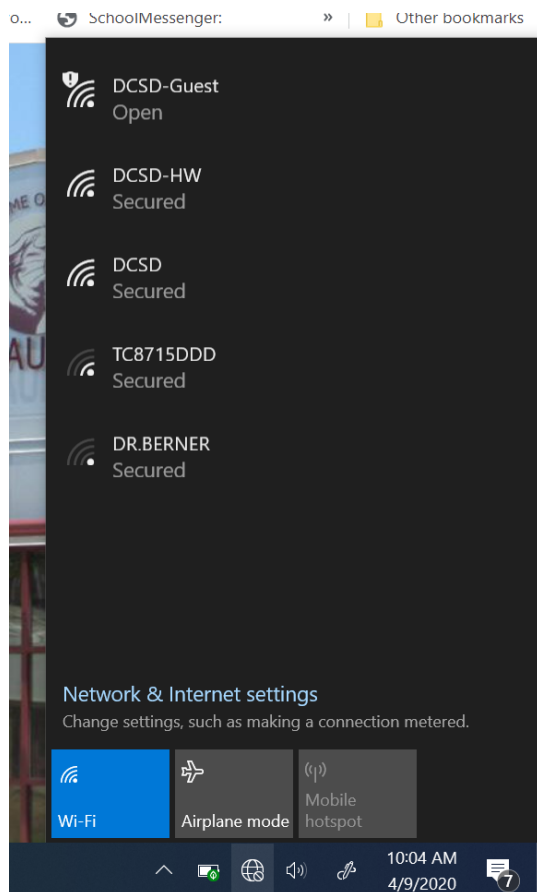 o... SchoolMessenger: » Other bookmarks
DCSD-Guest
Open
DCSD-HW
Secured
DCSD
Secured
TC8715DDD
Secured
DR.BERNER
Secured
ME O
AU
Network & Internet settings
Change settings, such as making a connection metered.
Wi-Fi
Airplane mode
Mobile
hotspot
10:04 AM
4/9/2020
7